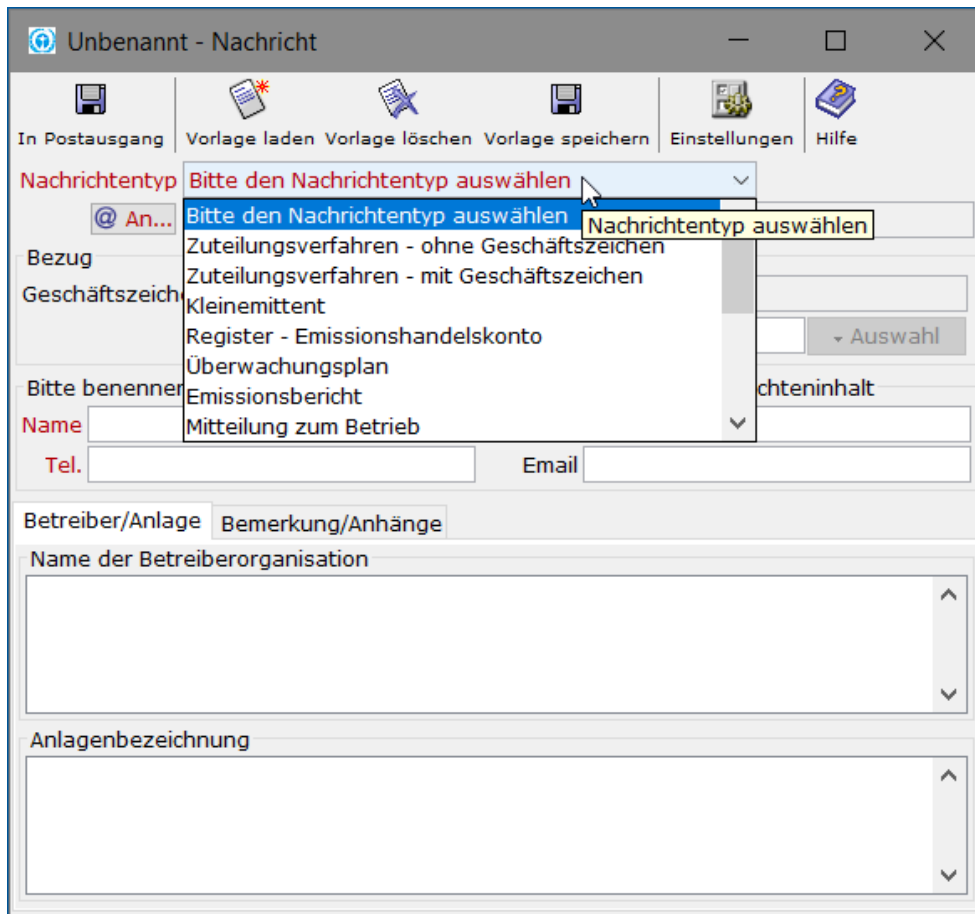 Unbenannt - Nachricht
In Postausgang Vorlage laden Vorlage löschen Vorlage speichern Einstellungen Hilfe
Nachrichtentyp Bitte den Nachrichtentyp auswählen
@ An... Bitte den Nachrichtentyp auswählen Nachrichtentyp auswählen
Zuteilungsverfahren - ohne Geschäftszeichen
Bezug
Zuteilungsverfahren - mit Geschäftszeichen
Geschäftszeiche
Kleinemittent
Register - Emissionshandelskonto
Auswahl
Überwachungsplan
Bitte benennen Emissionsbericht chteninhalt
Name Mitteilung zum Betrieb
Tel. Email
Betreiber/Anlage Bemerkung/Anhänge
Name der Betreiberorganisation
Anlagenbezeichnung